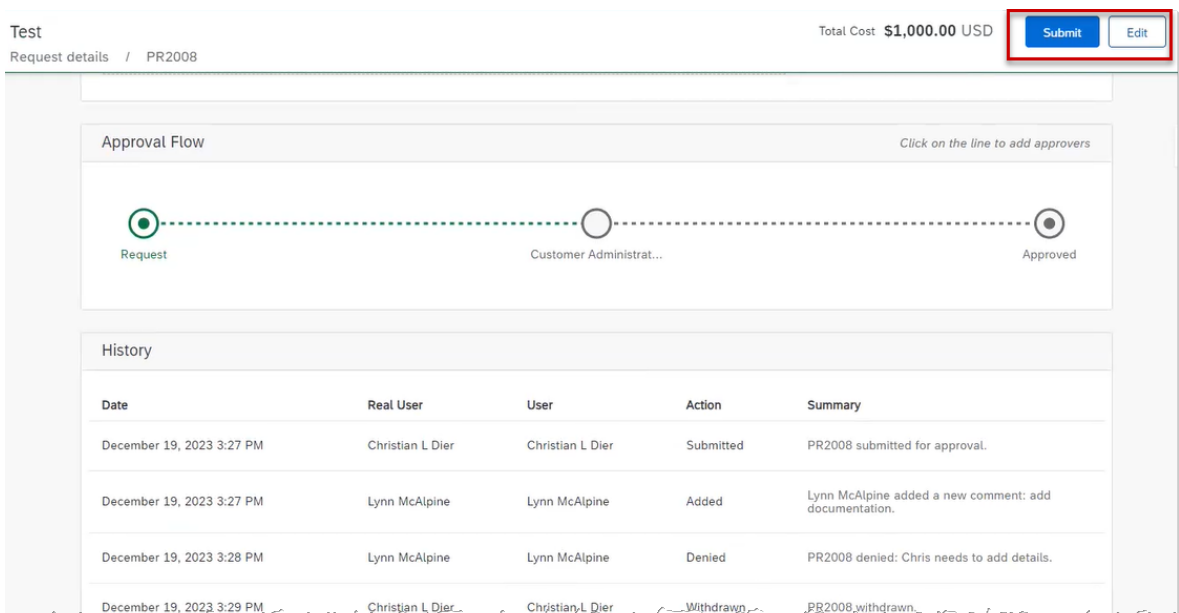 Test
Total Cost $1,000.00 USD
Submit
Edit
Request details / PR2008
Approval Flow
Click on the line to add approvers
Request
Customer Administrat...
Approved
History
Date Real User User Action Summary
December 19, 2023 3:27 PM Christian L Dier Christian L Dier Submitted PR2008 submitted for approval.
December 19, 2023 3:27 PM Lynn McAlpine Lynn McAlpine Added Lynn McAlpine added a new comment: add
documentation.
December 19, 2023 3:28 PM Lynn McAlpine Lynn McAlpine Denied PR2008 denied: Chris needs to add details.
December 19, 2023 3:29 PM Christian L Dier Christian L Dier Withdrawn PR2008 withdrawn.